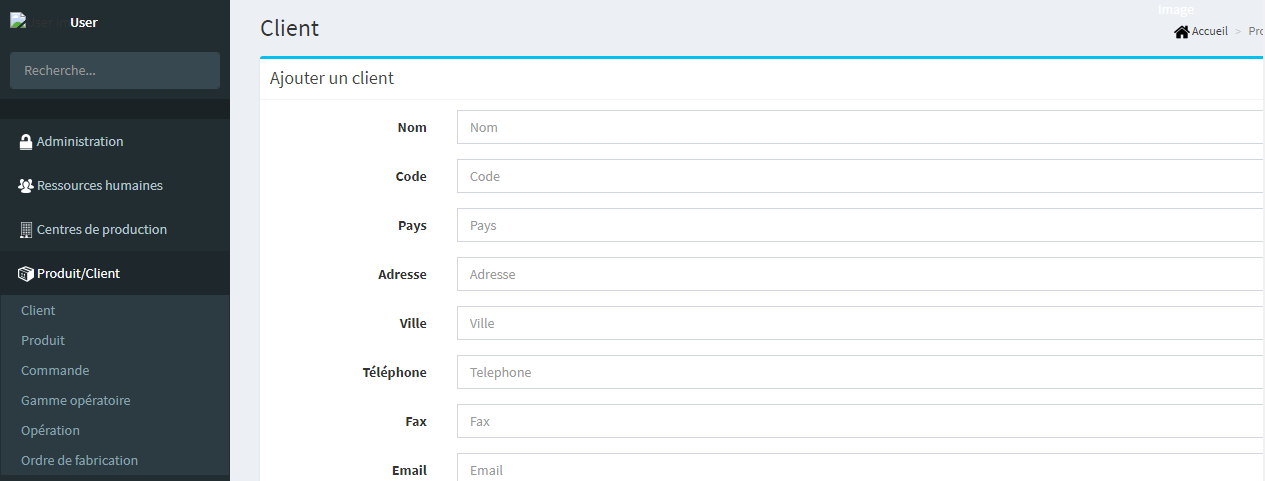 User
Recherche...
Administration
Ressources humaines
Centres de production
Produit/Client
Client
Produit
Commande
Gamme opératoire
Opération
Ordre de fabrication
Image
Client
Accueil >
Ajouter un client
Nom Nom
Code Code
Pays Pays
Adresse Adresse
Ville Ville
Téléphone Telephone
Fax Fax
Email Email